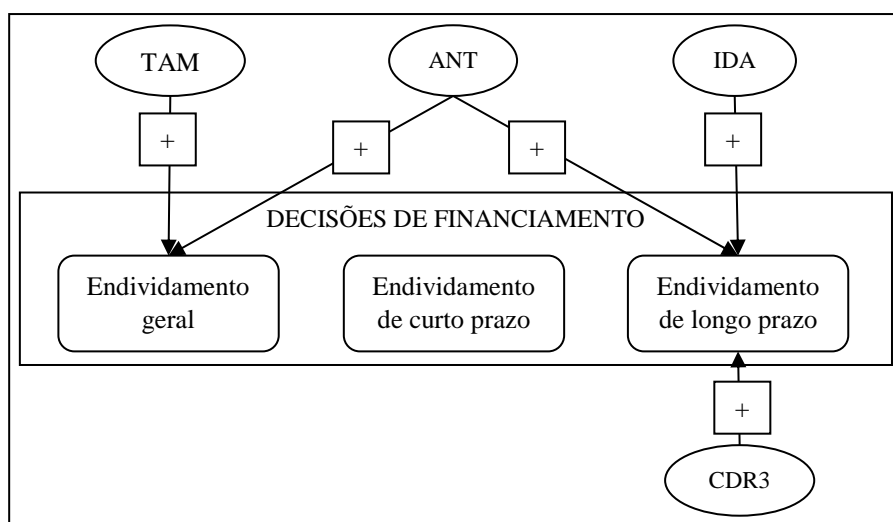 TAM
ANT
IDA
+
+
+
+
DECISÕES DE FINANCIAMENTO
Endividamento
geral
Endividamento
de curto prazo
Endividamento
de longo prazo
+
CDR3